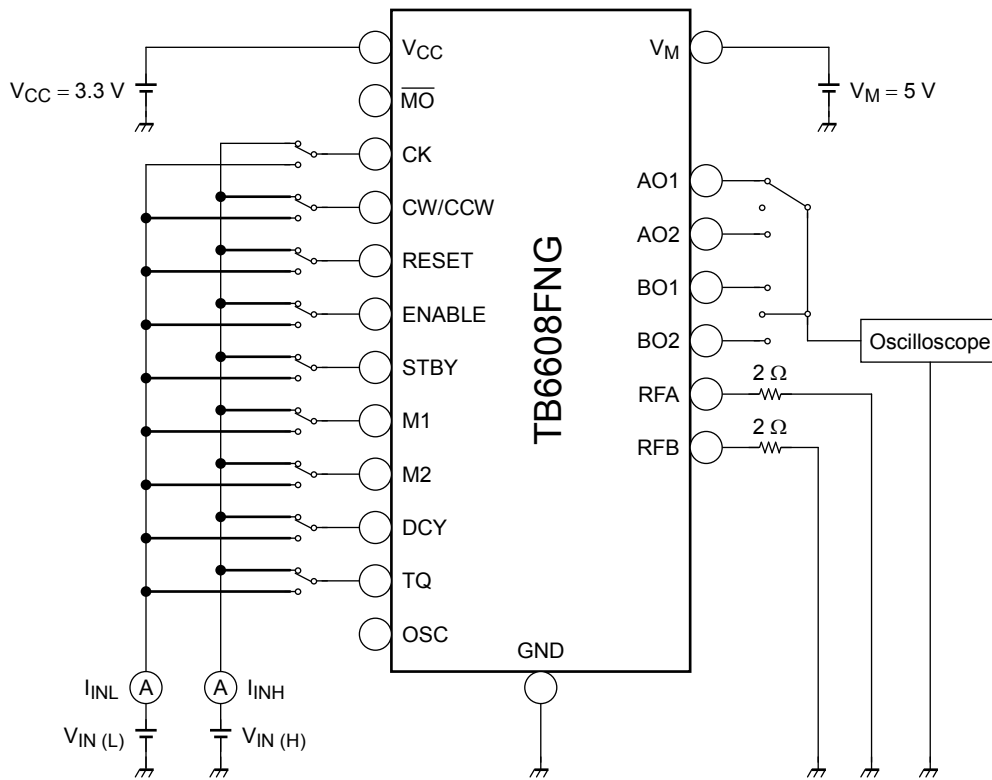 VCC
VM
VCC = 3.3 V
VM = 5 V
MO
CK
AO1
CW/CCW
AO2
RESET
BO1
ENABLE
Oscilloscope
BO2
STBY
2 Ω
RFA
M1
2 Ω
RFB
M2
DCY
TQ
OSC
TB6608FNG
GND
IINL
A
A
IINH
VIN (L)
VIN (H)